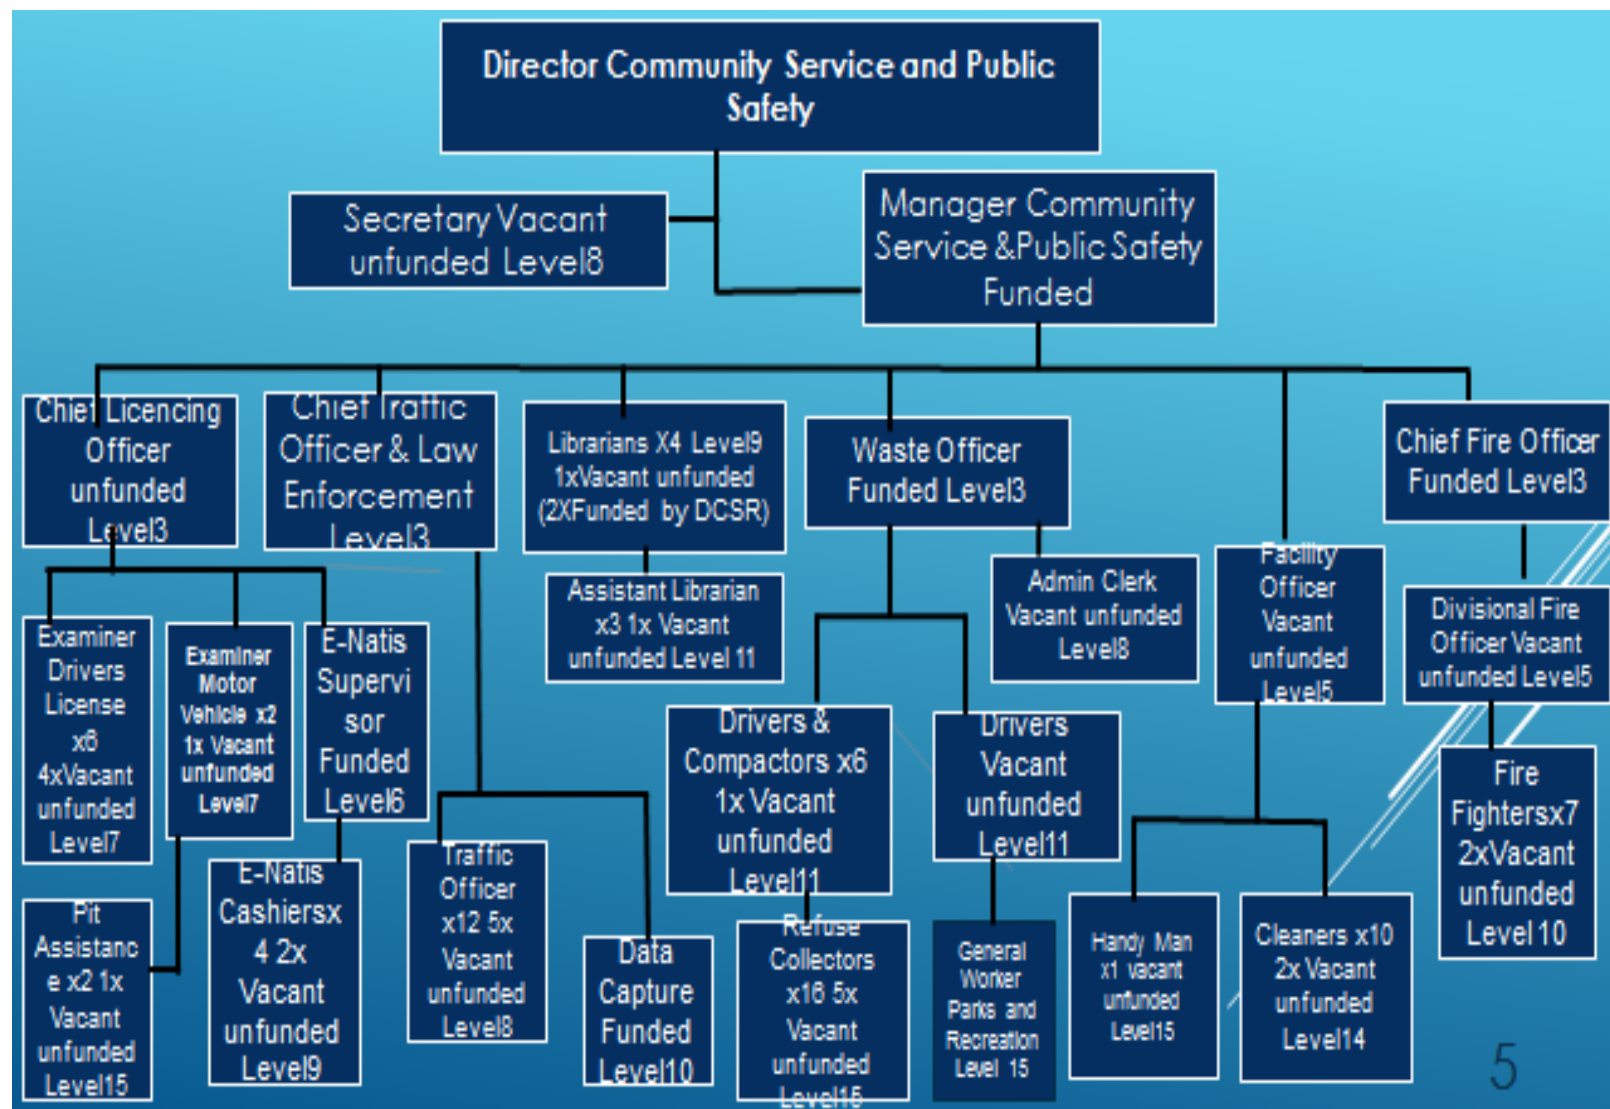 Director Community Service and Public
Safety
Secretary Vacant
unfunded Level8
Manager Community
Service &Public Safety
Funded
Chief Licencing
Officer
unfunded
Level3
Chief Traffic
Officer & Law
Enforcement
Level3
Librarians X4 Level9
1xVacant unfunded
(2XFunded by DCSR)
Waste Officer
Funded Level3
Chief Fire Officer
Funded Level3
Assistant Librarian
x3 1x Vacant
unfunded Level 11
Admin Clerk
Vacant unfunded
Level8
Facility
Officer
Vacant
unfunded
Level5
Divisional Fire
Officer Vacant
unfunded Level5
Examiner
Drivers
License
x6
4xVacant
unfunded
Level7
Examiner
Motor
Vehicle x2
1x Vacant
unfunded
Level7
E-Natis
Supervi
sor
Funded
Level6
Drivers &
Compactors x6
1x Vacant
unfunded
Level11
Drivers
Vacant
unfunded
Level11
Fire
Fightersx7
2xVacant
unfunded
Level 10
Pit
Assistanc
e x2 1x
Vacant
unfunded
Level15
E-Natis
Cashiersx
4 2x
Vacant
unfunded
Level9
Traffic
Officer
x12 5x
Vacant
unfunded
Level8
Data
Capture
Funded
Level10
Refuse
Collectors
x16 5x
Vacant
unfunded
Level15
General
Worker
Parks and
Recreation
Level 15
Handy Man
x1 vacant
unfunded
Level15
Cleaners x10
2x Vacant
unfunded
Level14
5